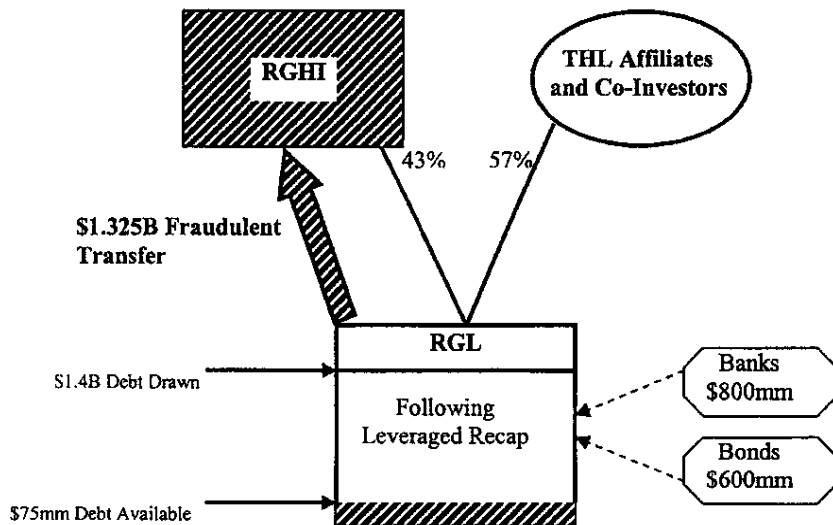 RGHI
THL Affiliates
and Co-Investors
43%
57%
$1.325B Fraudulent
Transfer
RGL
$1.4B Debt Drawn
Banks
$800mm
Following
Leveraged Recap
Bonds
$600mm
$75mm Debt Available